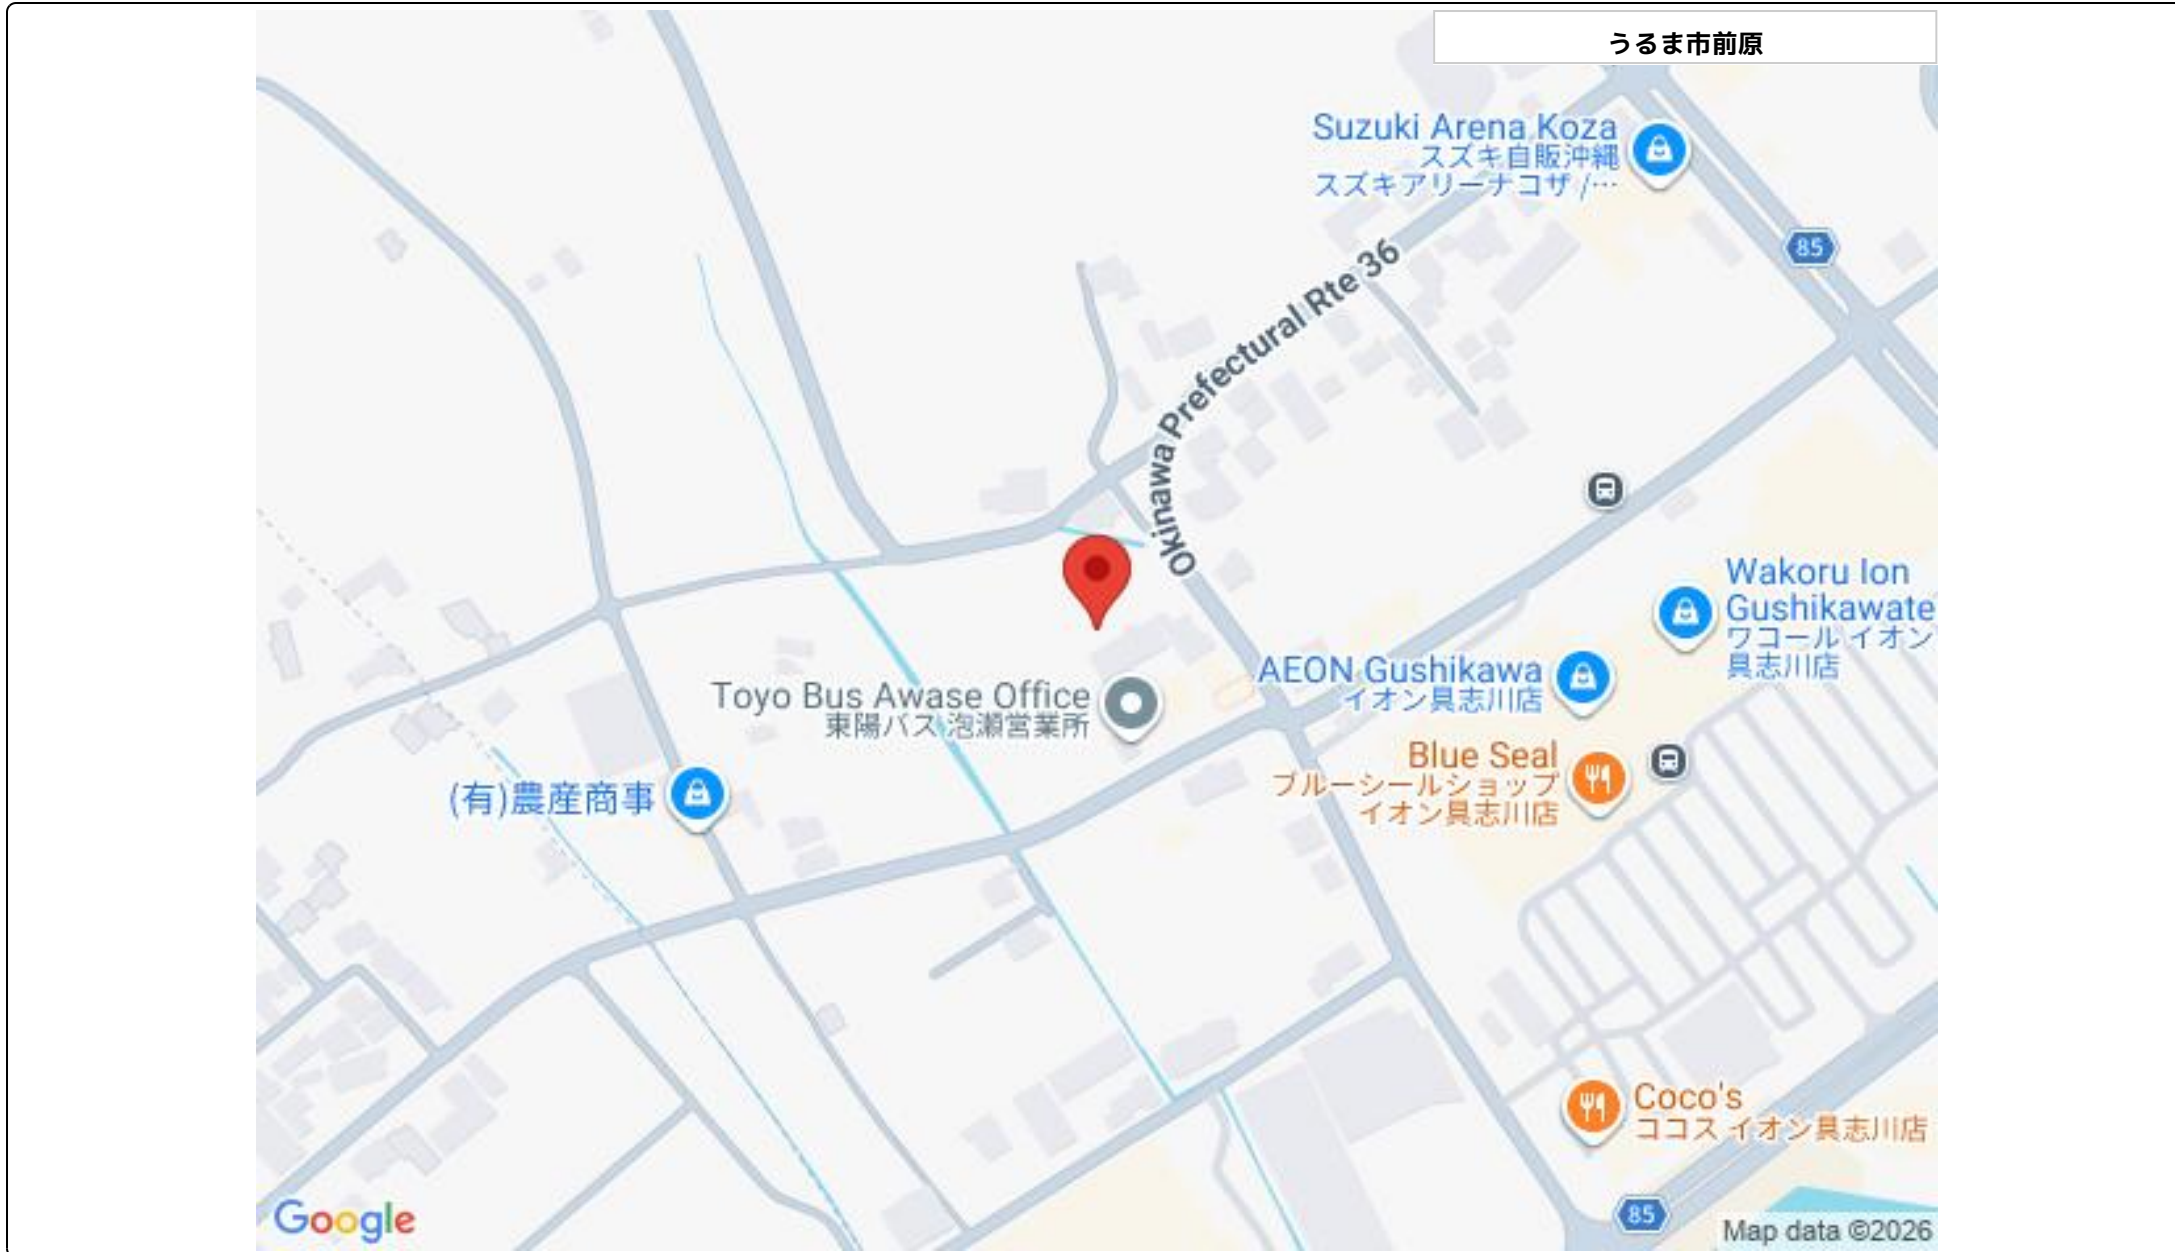 うるま市前原
Suzuki Arena Koza
スズキ自販沖縄
スズキアリーナコザ /…
85
Okinawa Prefectural Rte 36
Wakoru Ion
Gushikawate
ワコール イオン
具志川店
AEON Gushikawa
イオン具志川店
Toyo Bus Awase Office
東陽バス 泡瀬営業所
Blue Seal
ブルーシールショップ
イオン具志川店
(有)農産商事
Coco's
ココス イオン具志川店
85
Google
Map data ©2026